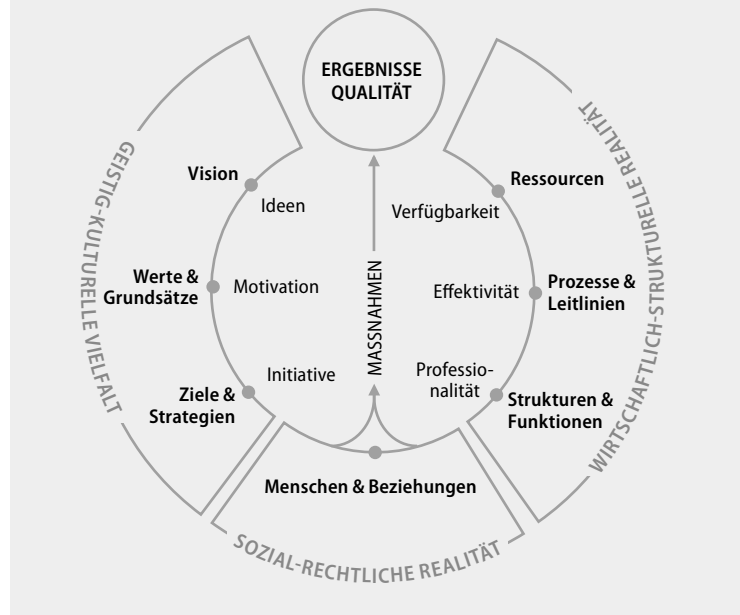 ERGEBNISSE
QUALITÄT
GEISTIG-KULTURELLE VIELFALT
Vision
Ideen
Werte &
Grundsätze
Motivation
Ziele &
Strategien
Initiative
MASSNAHMEN
Verfügbarkeit
Ressourcen
Effektivität
Prozesse &
Leitlinien
Professio-
nalität
Strukturen &
Funktionen
WIRTSCHAFTLICH-STRUKTURELLE REALITÄT
Menschen & Beziehungen
SOZIAL-RECHTLICHE REALITÄT